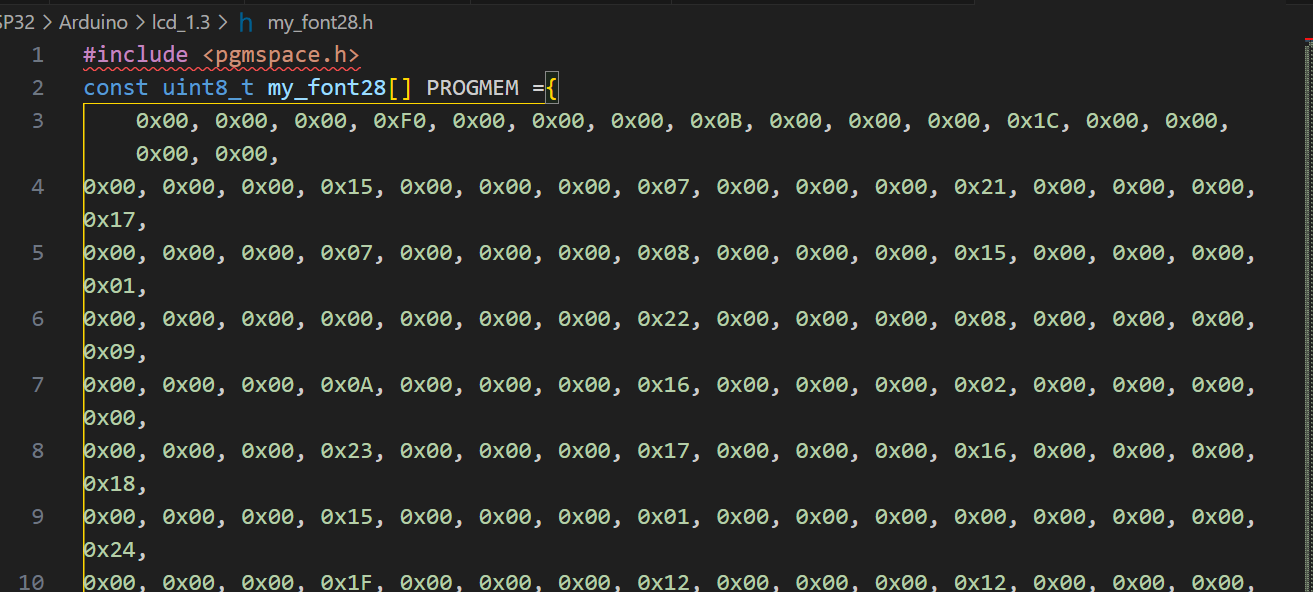 SP32 > Arduino > lcd_1.3 > h my_font28.h
1 #include <pgmspace.h>
2 const uint8_t my_font28[] PROGMEM ={
3 0x00, 0x00, 0x00, 0xF0, 0x00, 0x00, 0x00, 0x0B, 0x00, 0x00, 0x00, 0x1C, 0x00, 0x00,
0x00, 0x00,
4 0x00, 0x00, 0x00, 0x15, 0x00, 0x00, 0x00, 0x07, 0x00, 0x00, 0x00, 0x21, 0x00, 0x00, 0x00,
0x17,
5 0x00, 0x00, 0x00, 0x07, 0x00, 0x00, 0x00, 0x08, 0x00, 0x00, 0x00, 0x15, 0x00, 0x00, 0x00,
0x01,
6 0x00, 0x00, 0x00, 0x00, 0x00, 0x00, 0x00, 0x22, 0x00, 0x00, 0x00, 0x08, 0x00, 0x00, 0x00,
0x09,
7 0x00, 0x00, 0x00, 0x0A, 0x00, 0x00, 0x00, 0x16, 0x00, 0x00, 0x00, 0x02, 0x00, 0x00, 0x00,
0x00,
8 0x00, 0x00, 0x00, 0x23, 0x00, 0x00, 0x00, 0x17, 0x00, 0x00, 0x00, 0x16, 0x00, 0x00, 0x00,
0x18,
9 0x00, 0x00, 0x00, 0x15, 0x00, 0x00, 0x00, 0x01, 0x00, 0x00, 0x00, 0x00, 0x00, 0x00, 0x00,
0x24,
10 0x00, 0x00, 0x00, 0x1F, 0x00, 0x00, 0x00, 0x12, 0x00, 0x00, 0x00, 0x12, 0x00, 0x00, 0x00,